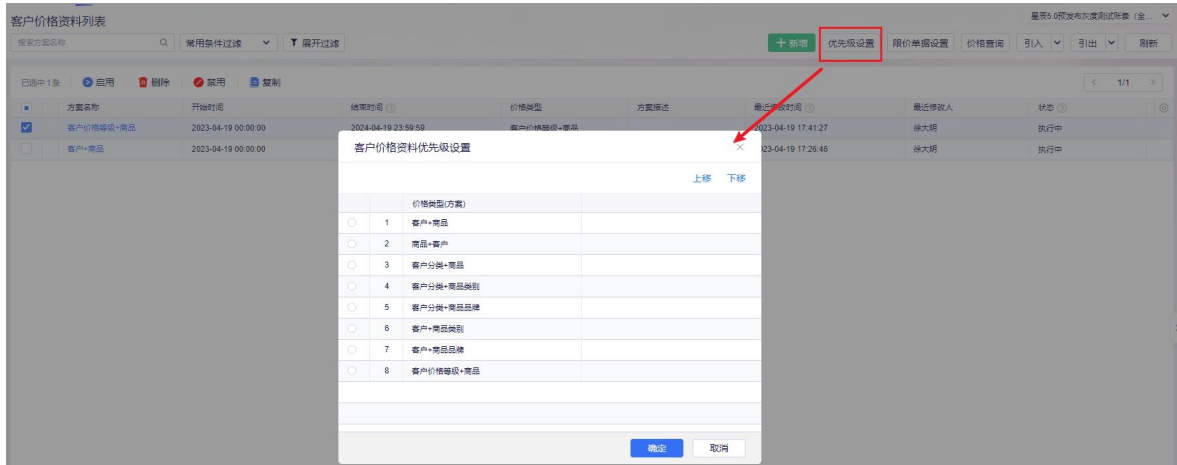 客户价格资料列表
星辰5.0预发布灰度测试账套（全...
搜索方案名称 常用条件过滤 展开过滤 新增 优先级设置 限价单据设置 价格查询 引入 引出 刷新
已选中1条 启用 删除 禁用 复制 1/1
方案名称 开始时间 结束时间 价格类型 方案描述 最近修改时间 最近修改人 状态
客户价格等级+商品 2023-04-19 00:00:00 2024-04-19 23:59:59 客户价格等级+商品 2023-04-19 17:41:27 徐大明 执行中
客户+商品 2023-04-19 00:00:00 023-04-19 17:26:46 徐大明 执行中
客户价格资料优先级设置
上移 下移
价格类型(方案)
1 客户+商品
2 商品+客户
3 客户分类+商品
4 客户分类+商品类别
5 客户分类+商品品牌
6 客户+商品类别
7 客户+商品品牌
8 客户价格等级+商品
确定 取消